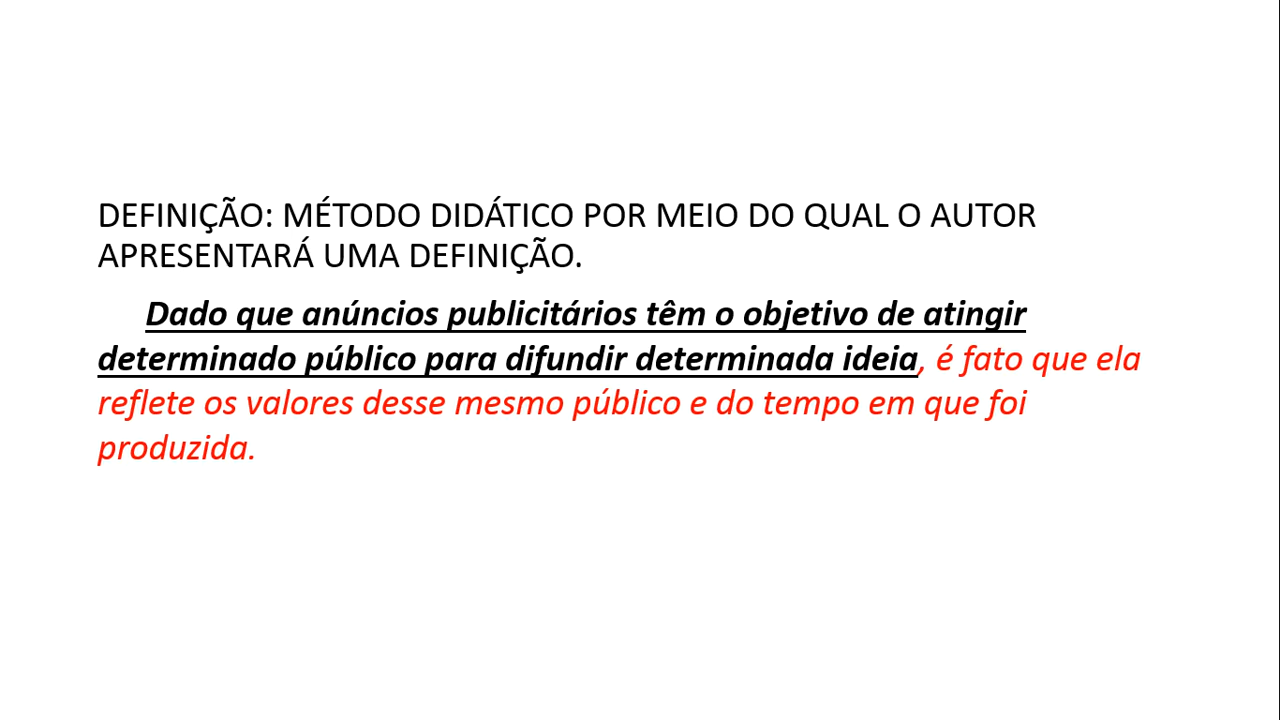 DEFINIÇÃO: MÉTODO DIDÁTICO POR MEIO DO QUAL O AUTOR
APRESENTARÁ UMA DEFINIÇÃO.
Dado que anúncios publicitários têm o objetivo de atingir
determinado público para difundir determinada ideia, é fato que ela
reflete os valores desse mesmo público e do tempo em que foi
produzida.